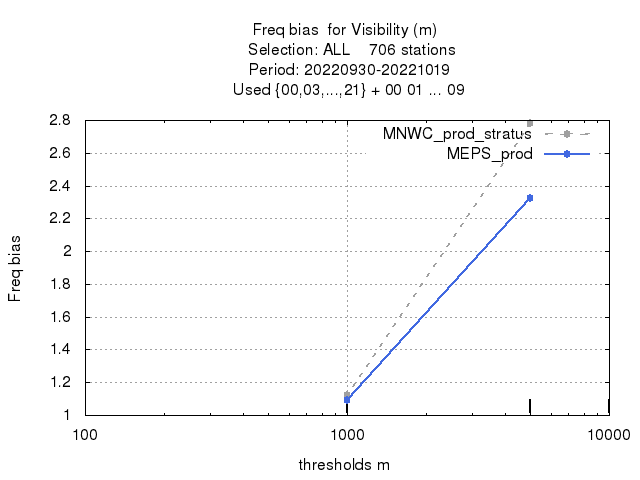 Freq bias for Visibility (m)
Selection: ALL 706 stations
Period: 20220930-20221019
Used {00,03,...,21} + 00 01 ... 09
MNWC_prod_stratus
MEPS_prod
2.8
2.6
2.4
2.2
2
1.8
1.6
1.4
1.2
1
Freq bias
100
1000
10000
thresholds m